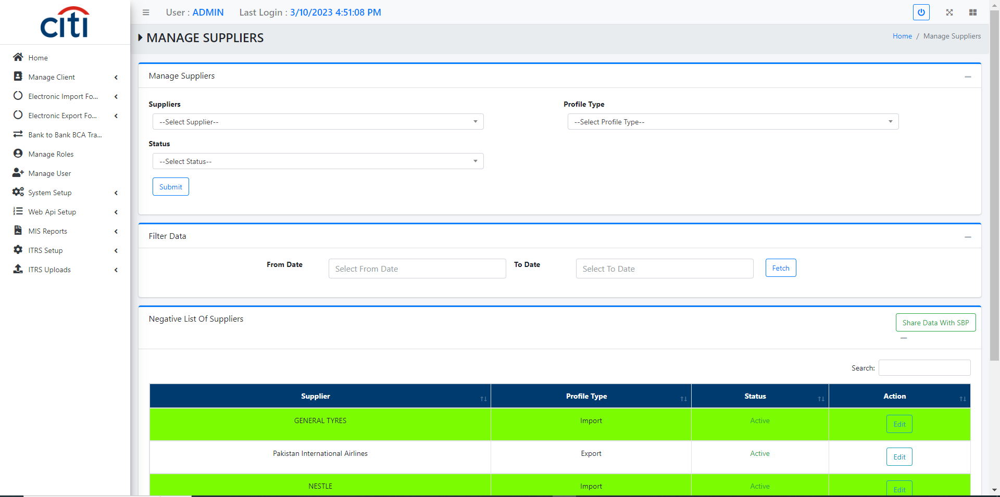 citi
User : ADMIN
Last Login : 3/10/2023 4:51:08 PM
MANAGE SUPPLIERS
Home / Manage Suppliers
Home
Manage Client
Electronic Import Fo...
Electronic Export Fo...
Bank to Bank BCA Tra...
Manage Roles
Manage User
System Setup
Web Api Setup
MIS Reports
ITRS Setup
ITRS Uploads
Manage Suppliers
Suppliers
--Select Supplier--
Profile Type
--Select Profile Type--
Status
--Select Status--
Submit
Filter Data
From Date
Select From Date
To Date
Select To Date
Fetch
Negative List Of Suppliers
Share Data With SBP
Search:
Supplier Profile Type Status Action
GENERAL TYRES Import Active Edit
Pakistan International Airlines Export Active Edit
NESTLE Import Active Edit